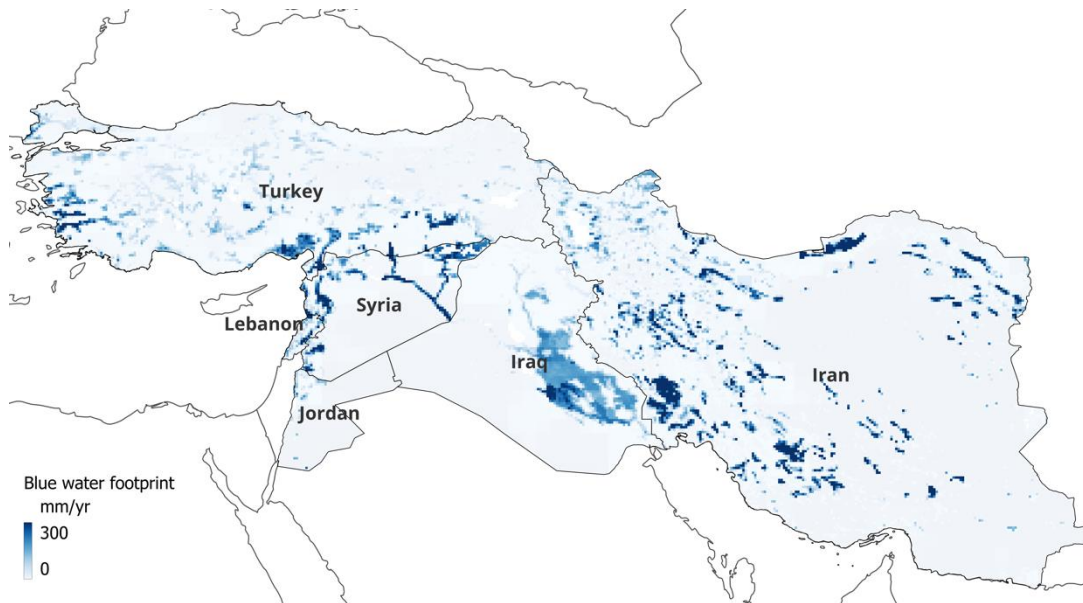 Turkey
Syria
Lebanon
Iraq
Iran
Jordan
Blue water footprint
mm/yr
300
0